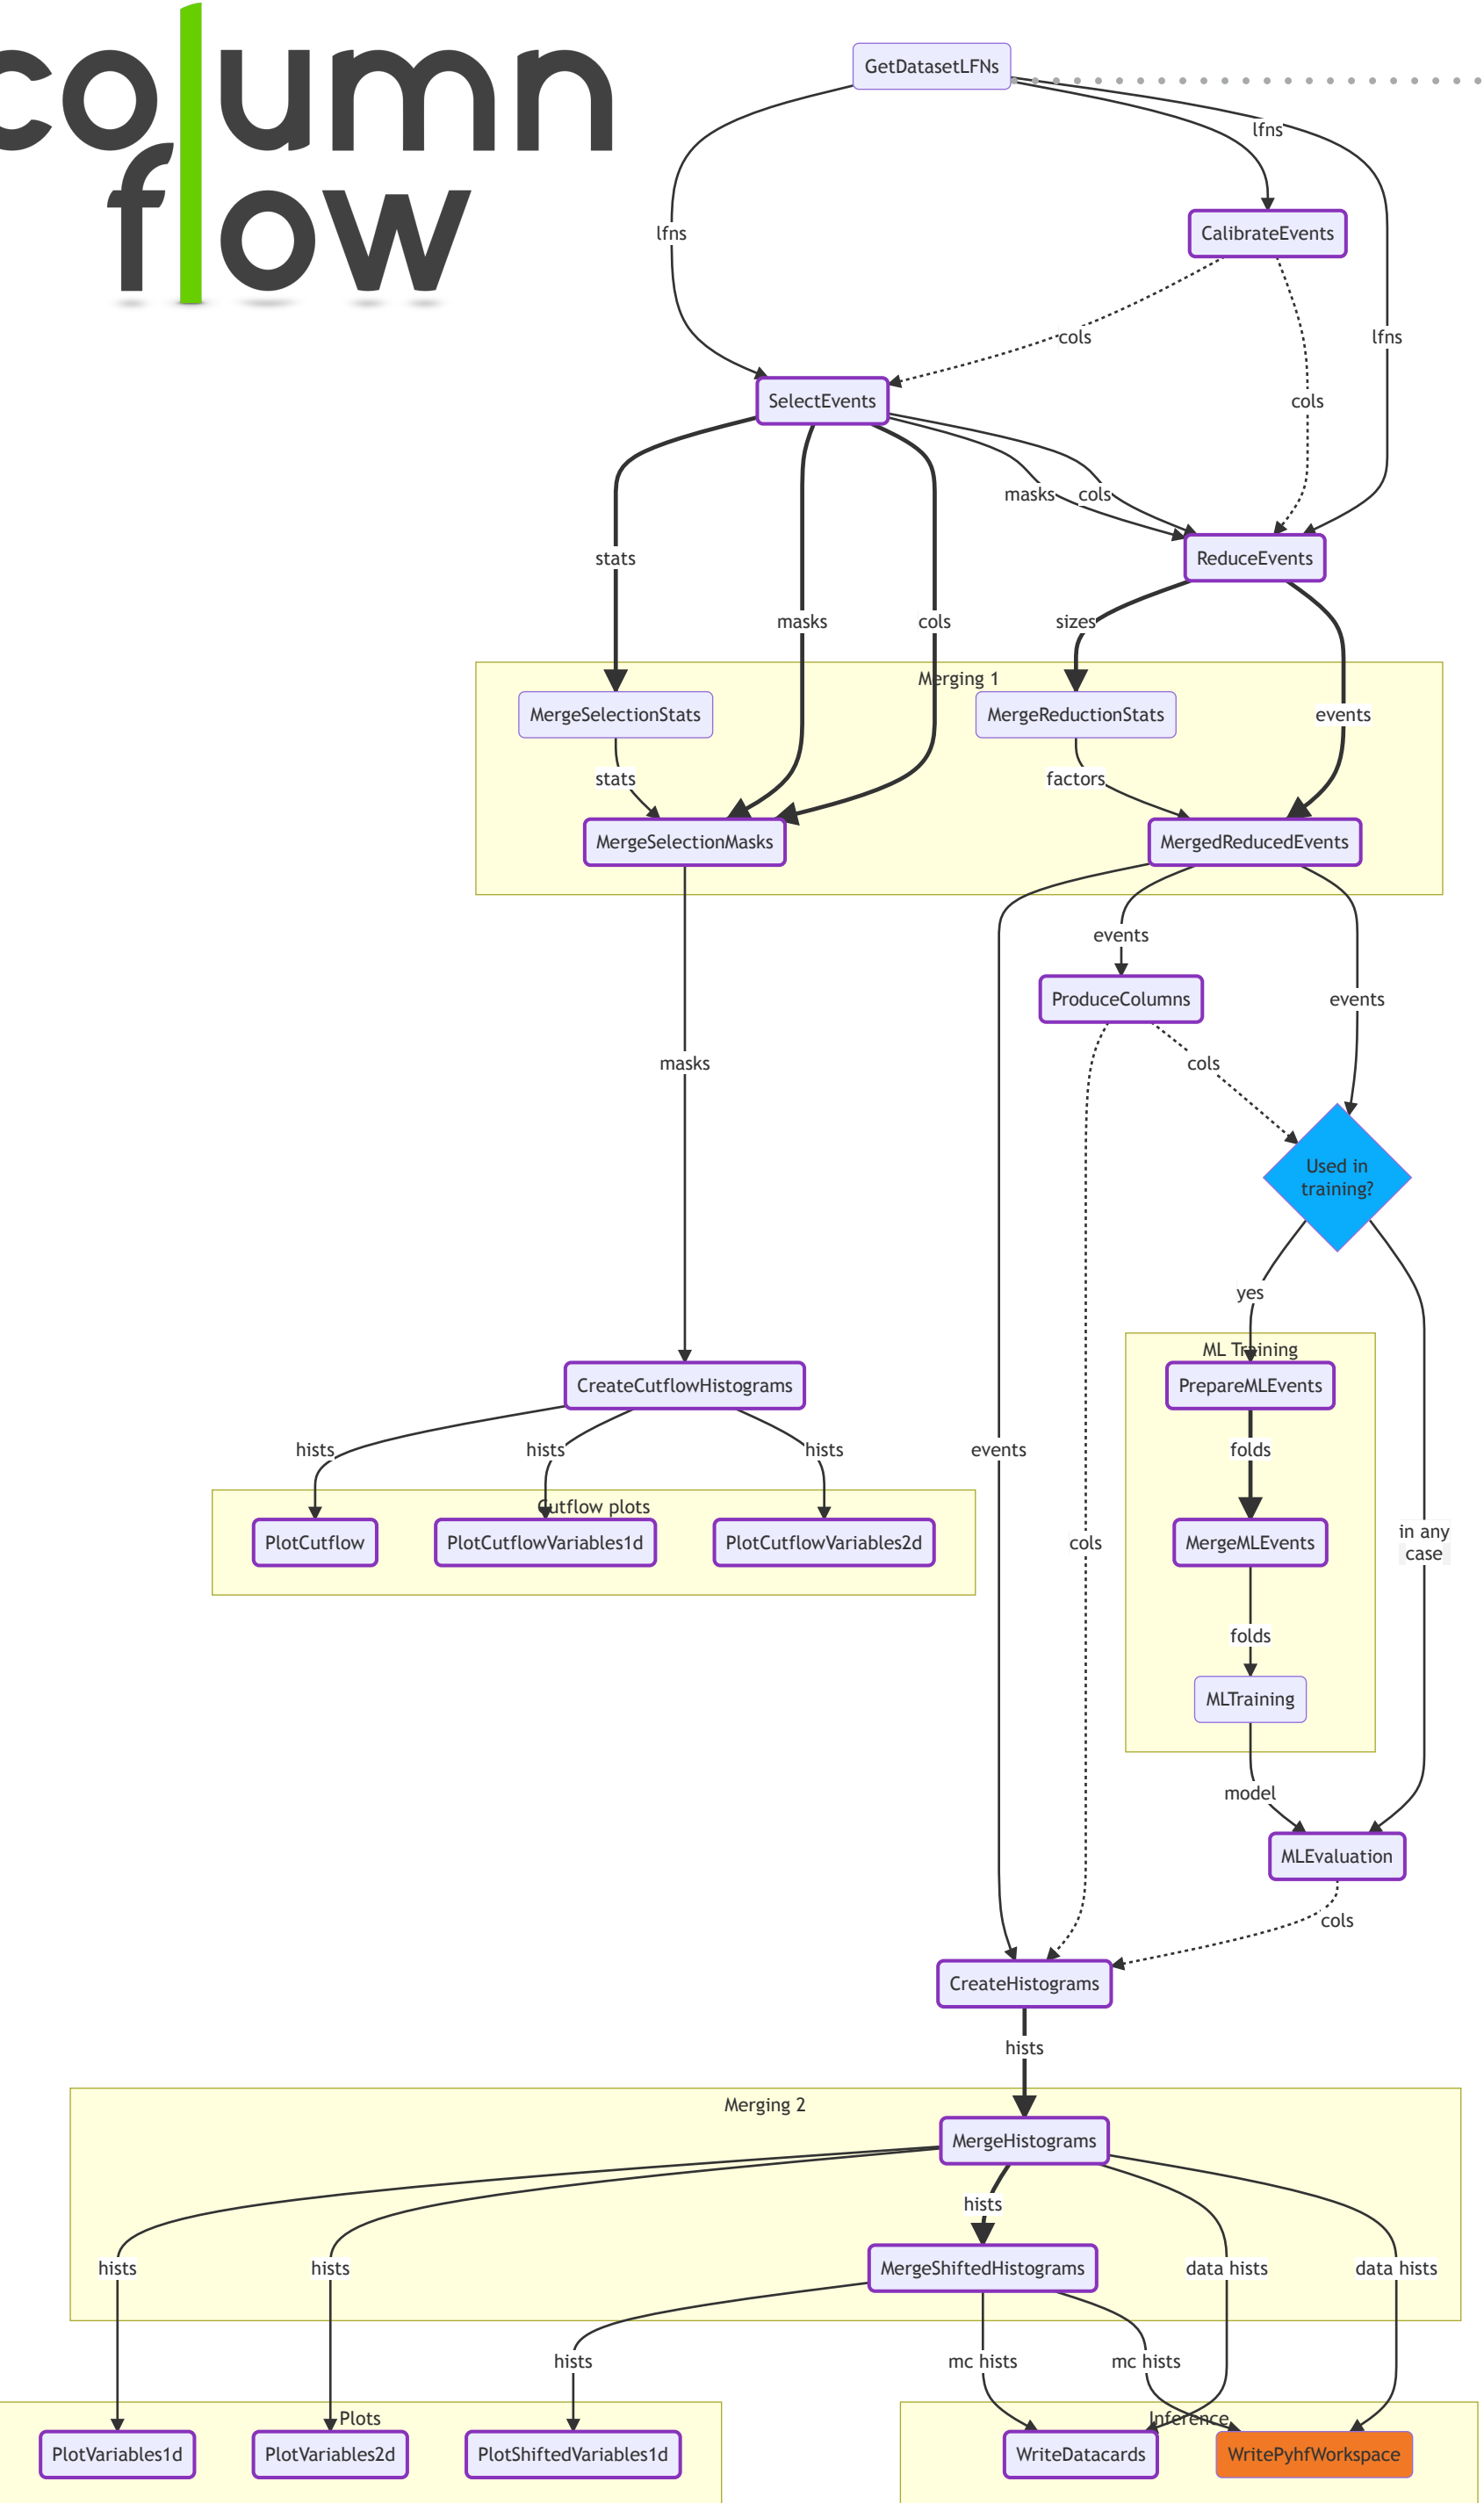 column
flow
GetDatasetLFNs
lfns
lfns
CalibrateEvents
cols
lfns
SelectEvents
cols
masks
cols
ReduceEvents
stats
masks
cols
sizes
Merging 1
MergeSelectionStats
MergeReductionStats
events
stats
factors
MergeSelectionMasks
MergedReducedEvents
events
ProduceColumns
events
masks
cols
Used in
training?
yes
ML Training
CreateCutflowHistograms
PrepareMLEvents
hists
hists
hists
events
folds
Cutflow plots
PlotCutflow
PlotCutflowVariables1d
PlotCutflowVariables2d
cols
MergeMLEvents
in any
case
folds
MLTraining
model
MLEvaluation
cols
CreateHistograms
hists
Merging 2
MergeHistograms
hists
hists
hists
MergeShiftedHistograms
data hists
data hists
hists
mc hists
mc hists
Plots
Inference
PlotVariables1d
PlotVariables2d
PlotShiftedVariables1d
WriteDatacards
WritePyhfWorkspace